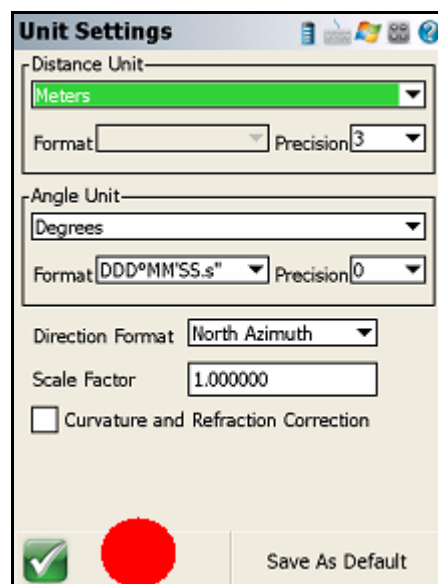 Unit Settings
Distance Unit
Meters
Format Precision 3
Angle Unit
Degrees
Format DDD°MM'SS.s" Precision 0
Direction Format North Azimuth
Scale Factor 1.000000
Curvature and Refraction Correction
Save As Default